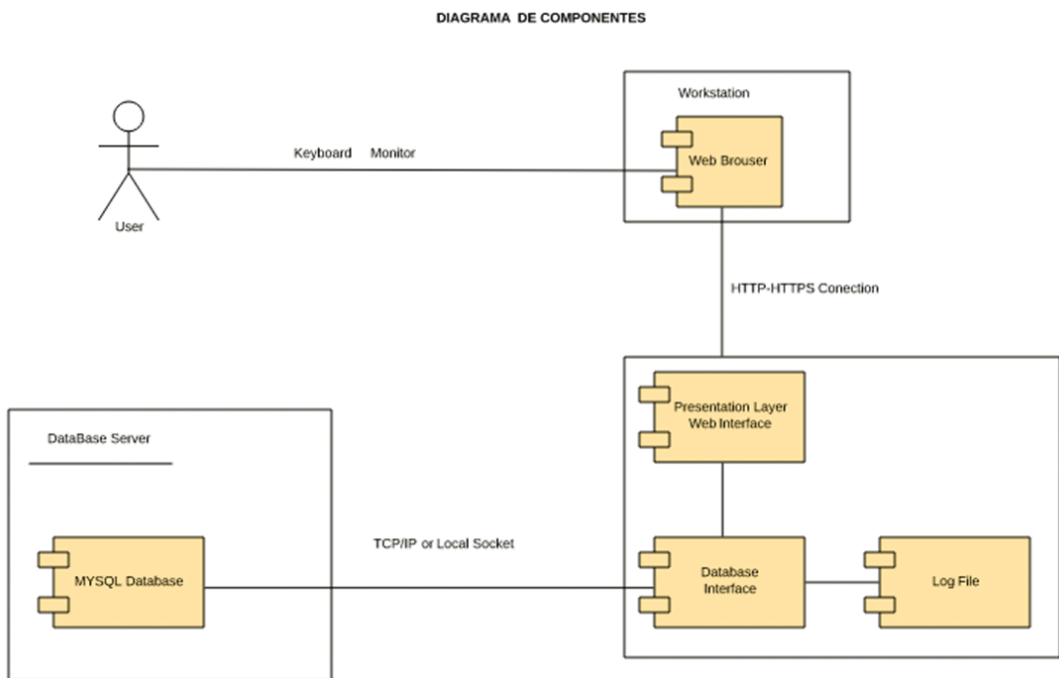 DIAGRAMA DE COMPONENTES
Workstation
Web Brouser
Keyboard Monitor
User
HTTP-HTTPS Conection
Presentation Layer
Web Interface
DataBase Server
TCP/IP or Local Socket
MYSQL Database
Database
Interface
Log File